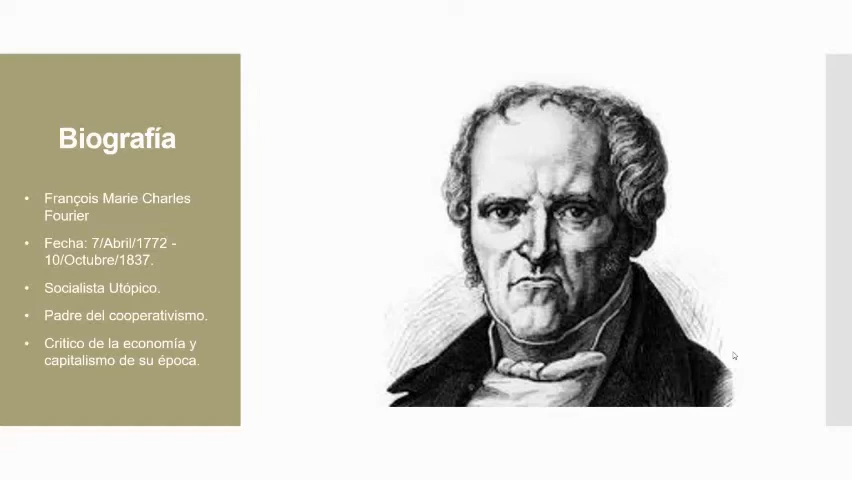 Biografía
• François Marie Charles
Fourier
• Fecha: 7/Abril/1772 -
10/Octubre/1837.
• Socialista Utópico.
• Padre del cooperativismo.
• Critico de la economía y
capitalismo de su época.